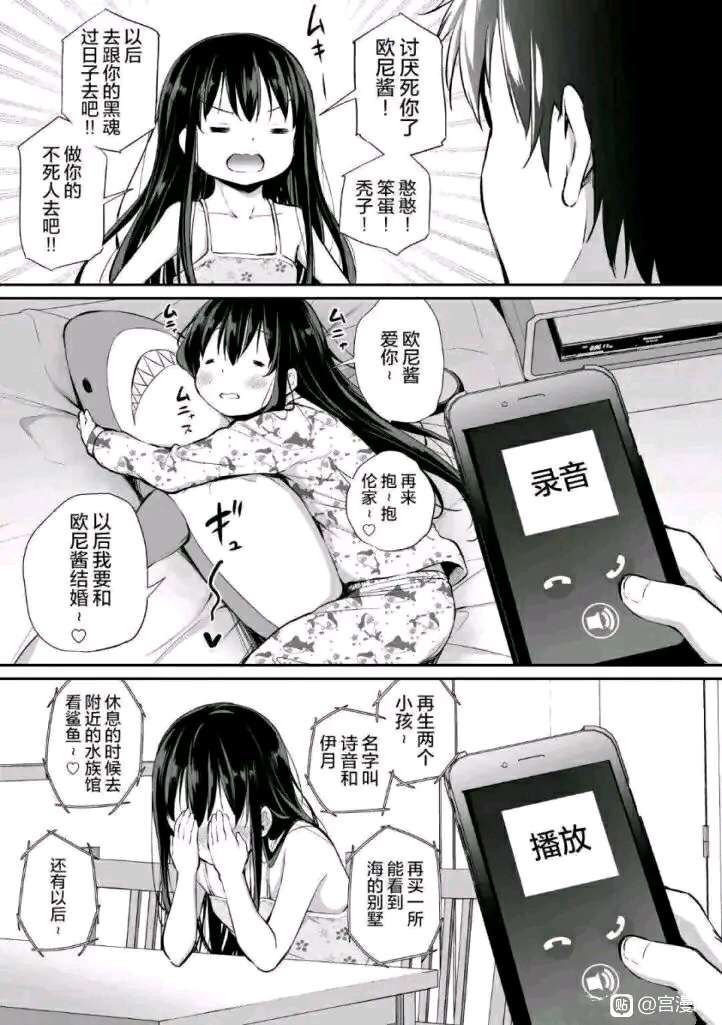 讨厌死你了
欧尼酱！
憨憨！
笨蛋！
秃子！
以后
去跟你的黑魂
过日子去吧!!
做你的
不死人去吧!!
ムキー
欧尼酱
爱你~
再来
抱~抱
伦家~♡
以后我要和
欧尼酱结婚~♡
ムニャ
ムニャ
ギュ
录音
再生两个
小孩~
名字叫
诗音和
伊月
再买一所
能看到
海的别墅
休息的时候去
附近的水族馆
看鲨鱼~♡
还有以后~
播放
贴 @宫漫